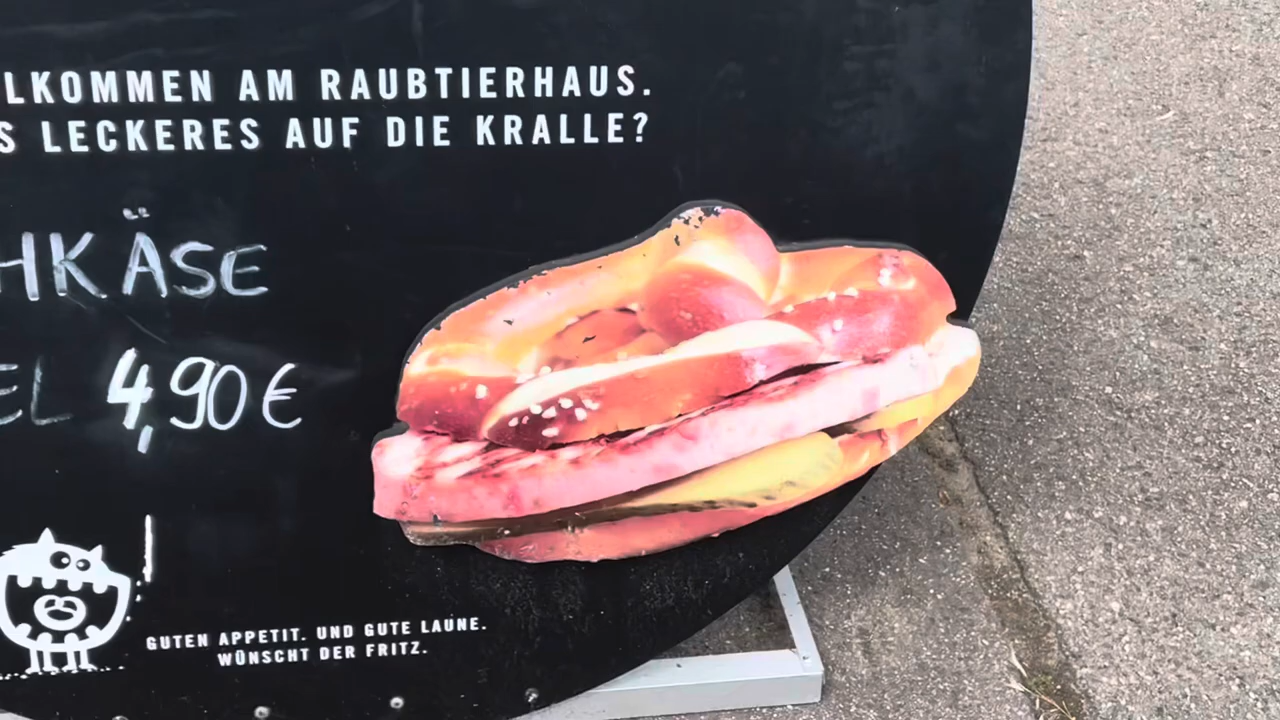 LKOMMEN AM RAUBTIERHAUS.
S LECKERES AUF DIE KRALLE?
HKÄSE
EL 4,90€
GUTEN APPETIT. UND GUTE LAUNE.
WÜNSCHT DER FRITZ.